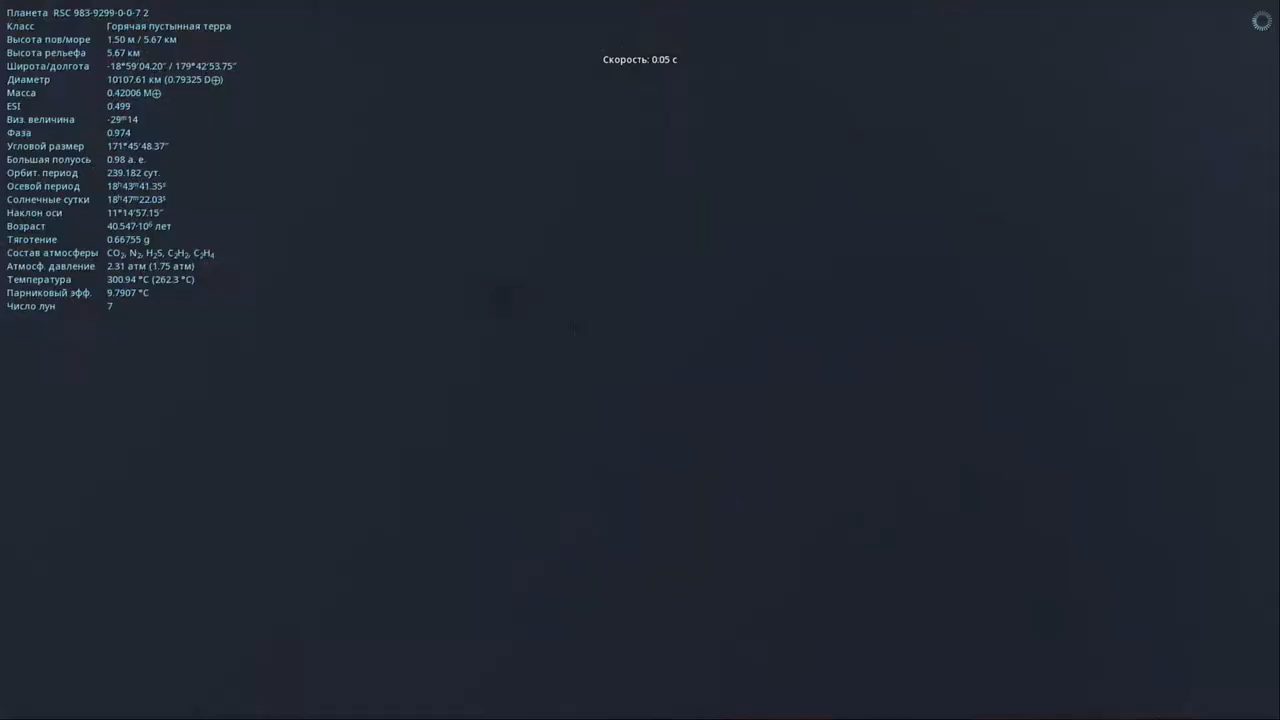 Планета RSC 983-9299-0-0-7 2
Класс Горячая пустынная терра
Высота пов/море 1.50 м / 5.67 км
Высота рельефа 5.67 км
Широта/долгота -18°59′04.20″ / 179°42′53.75″
Диаметр 10107.61 км (0.79325 D⊕)
Масса 0.42006 M⊕
ESI 0.499
Виз. величина -29ᵐ14
Фаза 0.974
Угловой размер 171°45′48.37″
Большая полуось 0.98 а. е.
Орбит. период 239.182 сут.
Осевой период 18ʰ43ᵐ41.35ˢ
Солнечные сутки 18ʰ47ᵐ22.03ˢ
Наклон оси 11°14′57.15″
Возраст 40.547·10⁶ лет
Тяготение 0.66755 g
Состав атмосферы CO₂, N₂, H₂S, C₂H₂, C₂H₄
Атмосф. давление 2.31 атм (1.75 атм)
Температура 300.94 °C (262.3 °C)
Парниковый эфф. 9.7907 °C
Число лун 7
Скорость: 0.05 c